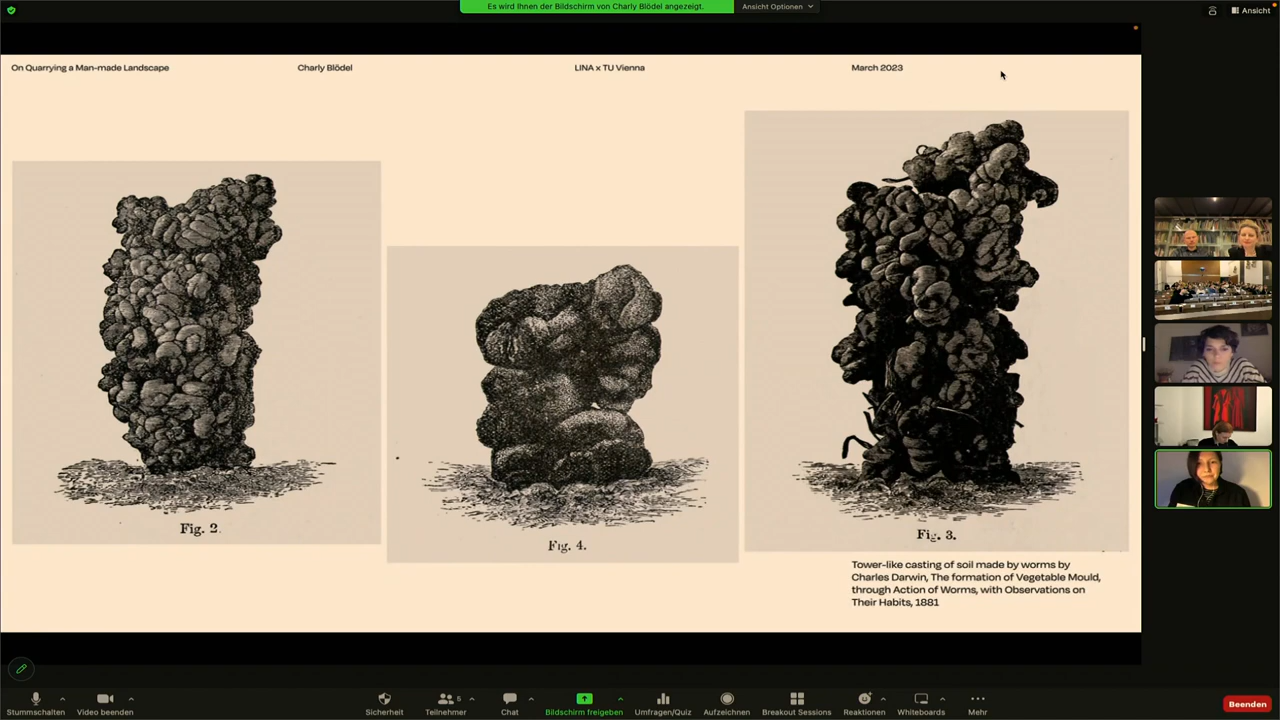 Es wird Ihnen der Bildschirm von Charly Blödel angezeigt.
Ansicht Optionen
Ansicht
On Quarrying a Man-made Landscape
Charly Blödel
LINA x TU Vienna
March 2023
Fig. 2.
Fig. 4.
Fig. 3.
Tower-like casting of soil made by worms by
Charles Darwin, The formation of Vegetable Mould,
through Action of Worms, with Observations on
Their Habits, 1881
Stummschalten
Video beenden
Sicherheit
Teilnehmer
5
Chat
Bildschirm freigeben
Umfragen/Quiz
Aufzeichnen
Breakout Sessions
Reaktionen
Whiteboards
Mehr
Beenden